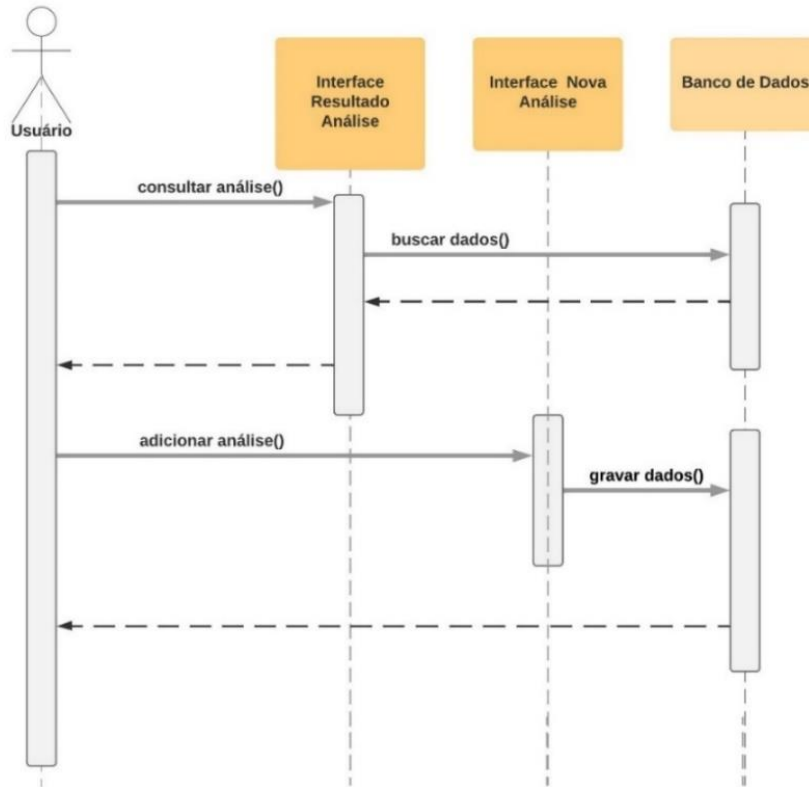 Interface
Resultado
Análise
Interface Nova
Análise
Banco de Dados
Usuário
consultar análise()
buscar dados()
adicionar análise()
gravar dados()